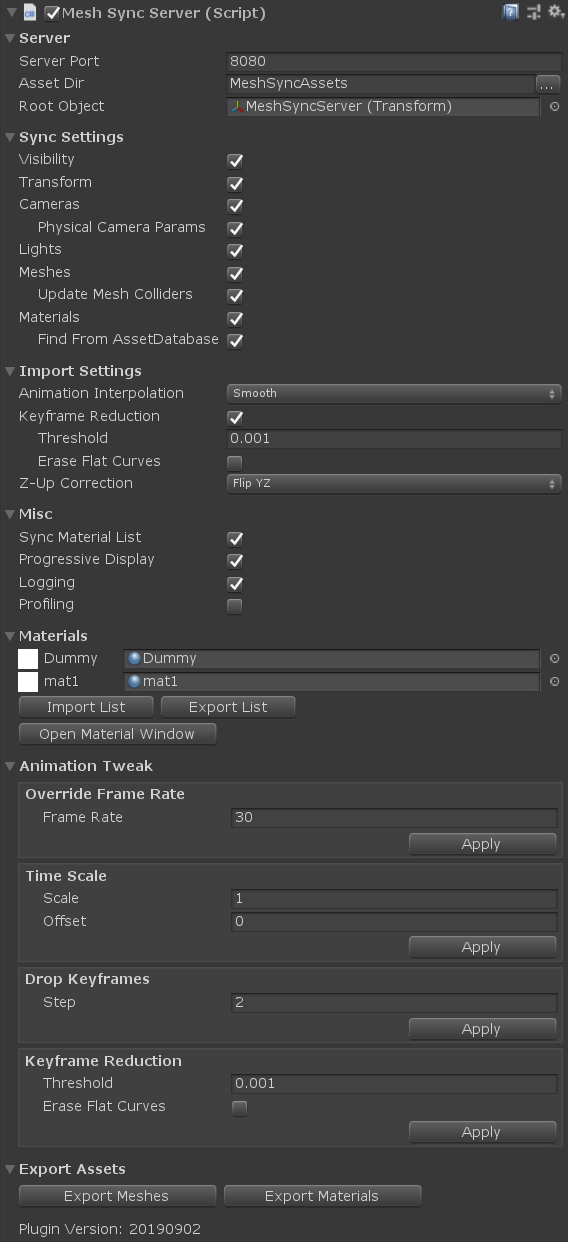 Mesh Sync Server (Script)
Server
Server Port 8080
Asset Dir MeshSyncAssets ...
Root Object MeshSyncServer (Transform)
Sync Settings
Visibility
Transform
Cameras
Physical Camera Params
Lights
Meshes
Update Mesh Colliders
Materials
Find From AssetDatabase
Import Settings
Animation Interpolation Smooth
Keyframe Reduction
Threshold 0.001
Erase Flat Curves
Z-Up Correction Flip YZ
Misc
Sync Material List
Progressive Display
Logging
Profiling
Materials
Dummy Dummy
mat1 mat1
Import List Export List
Open Material Window
Animation Tweak
Override Frame Rate
Frame Rate 30
Apply
Time Scale
Scale 1
Offset 0
Apply
Drop Keyframes
Step 2
Apply
Keyframe Reduction
Threshold 0.001
Erase Flat Curves
Apply
Export Assets
Export Meshes Export Materials
Plugin Version: 20190902